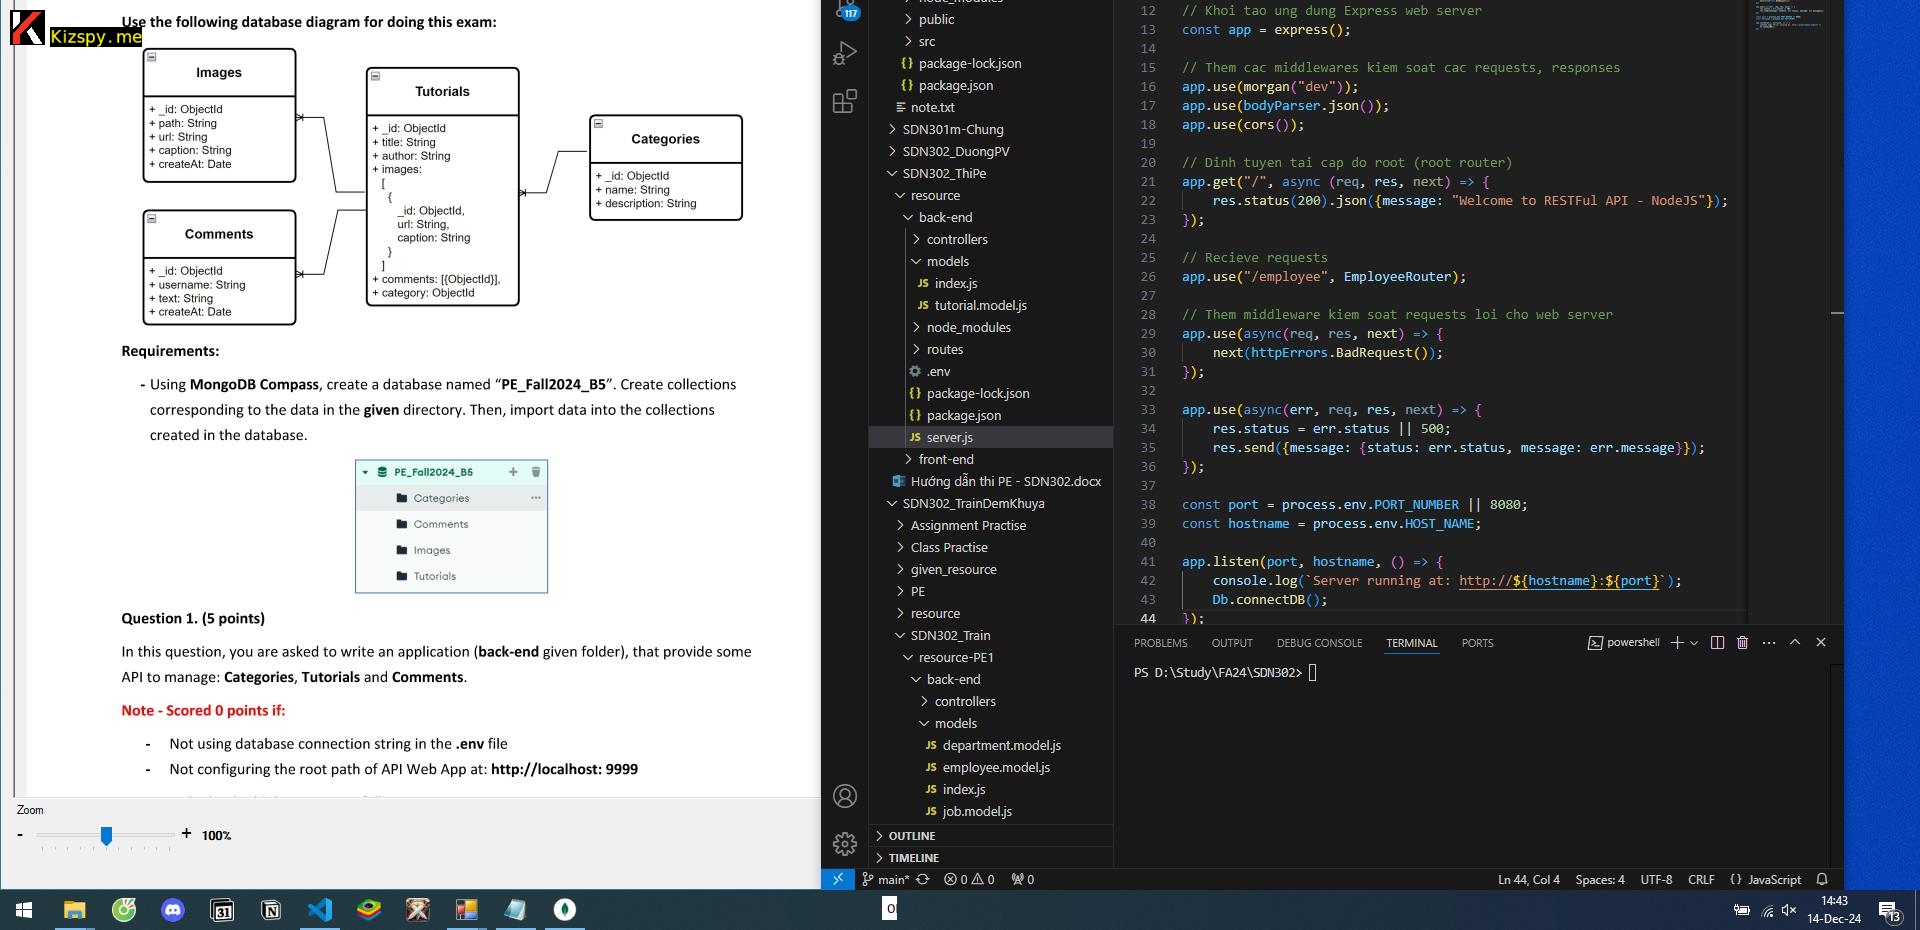 Use the following database diagram for doing this exam:
Kizspy.me
Images
+ _id: ObjectId
+ path: String
+ url: String
+ caption: String
+ createAt: Date
Comments
+ _id: ObjectId
+ username: String
+ text: String
+ createAt: Date
Tutorials
+ _id: ObjectId
+ title: String
+ author: String
+ images:
[
{
_id: ObjectId,
url: String,
caption: String
}
]
+ comments: [{ObjectId}],
+ category: ObjectId
Categories
+ _id: ObjectId
+ name: String
+ description: String
Requirements:
- Using MongoDB Compass, create a database named “PE_Fall2024_B5”. Create collections
corresponding to the data in the given directory. Then, import data into the collections
created in the database.
PE_Fall2024_B5
Categories
Comments
Images
Tutorials
Question 1. (5 points)
In this question, you are asked to write an application (back-end given folder), that provide some
API to manage: Categories, Tutorials and Comments.
Note - Scored 0 points if:
- Not using database connection string in the .env file
- Not configuring the root path of API Web App at: http://localhost: 9999
Zoom
- + 100%
117
public
src
{} package-lock.json
{} package.json
note.txt
SDN301m-Chung
SDN302_DuongPV
SDN302_ThiPe
resource
back-end
controllers
models
JS index.js
JS tutorial.model.js
node_modules
routes
.env
{} package-lock.json
{} package.json
JS server.js
front-end
Hướng dẫn thi PE - SDN302.docx
SDN302_TrainDemKhuya
Assignment Practise
Class Practise
given_resource
PE
resource
SDN302_Train
resource-PE1
back-end
controllers
models
JS department.model.js
JS employee.model.js
JS index.js
JS job.model.js
OUTLINE
TIMELINE
12 // Khoi tao ung dung Express web server
13 const app = express();
14
15 // Them cac middlewares kiem soat cac requests, responses
16 app.use(morgan("dev"));
17 app.use(bodyParser.json());
18 app.use(cors());
19
20 // Dinh tuyen tai cap do root (root router)
21 app.get("/", async (req, res, next) => {
22 res.status(200).json({message: "Welcome to RESTFul API - NodeJS"});
23 });
24
25 // Recieve requests
26 app.use("/employee", EmployeeRouter);
27
28 // Them middleware kiem soat requests loi cho web server
29 app.use(async(req, res, next) => {
30 next(httpErrors.BadRequest());
31 });
32
33 app.use(async(err, req, res, next) => {
34 res.status = err.status || 500;
35 res.send({message: {status: err.status, message: err.message}});
36 });
37
38 const port = process.env.PORT_NUMBER || 8080;
39 const hostname = process.env.HOST_NAME;
40
41 app.listen(port, hostname, () => {
42 console.log(`Server running at: http://${hostname}:${port}`);
43 Db.connectDB();
44 });
PROBLEMS OUTPUT DEBUG CONSOLE TERMINAL PORTS powershell
PS D:\Study\FA24\SDN302>
main* 0 0 0
Ln 44, Col 4 Spaces: 4 UTF-8 CRLF {} JavaScript
31
14:43
14-Dec-24
13